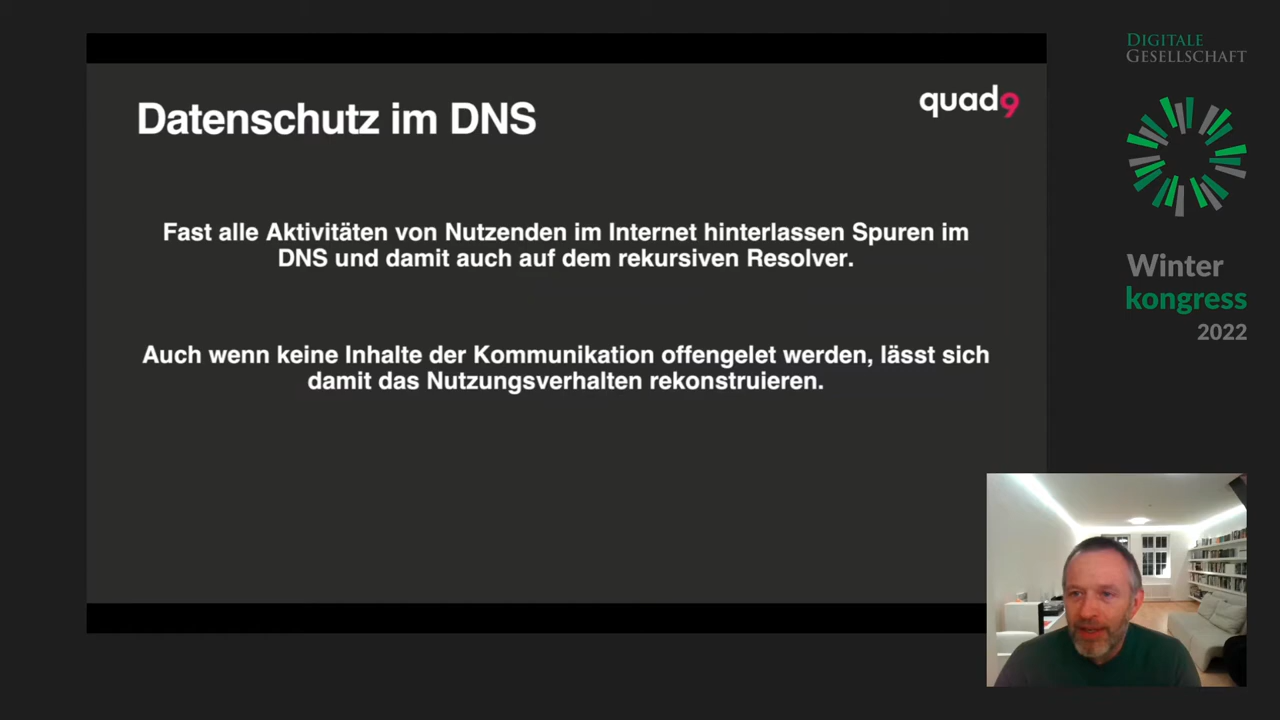 Datenschutz im DNS
quad9
Fast alle Aktivitäten von Nutzenden im Internet hinterlassen Spuren im
DNS und damit auch auf dem rekursiven Resolver.
Auch wenn keine Inhalte der Kommunikation offengelet werden, lässt sich
damit das Nutzungsverhalten rekonstruieren.
DIGITALE
GESELLSCHAFT
Winter
kongress
2022